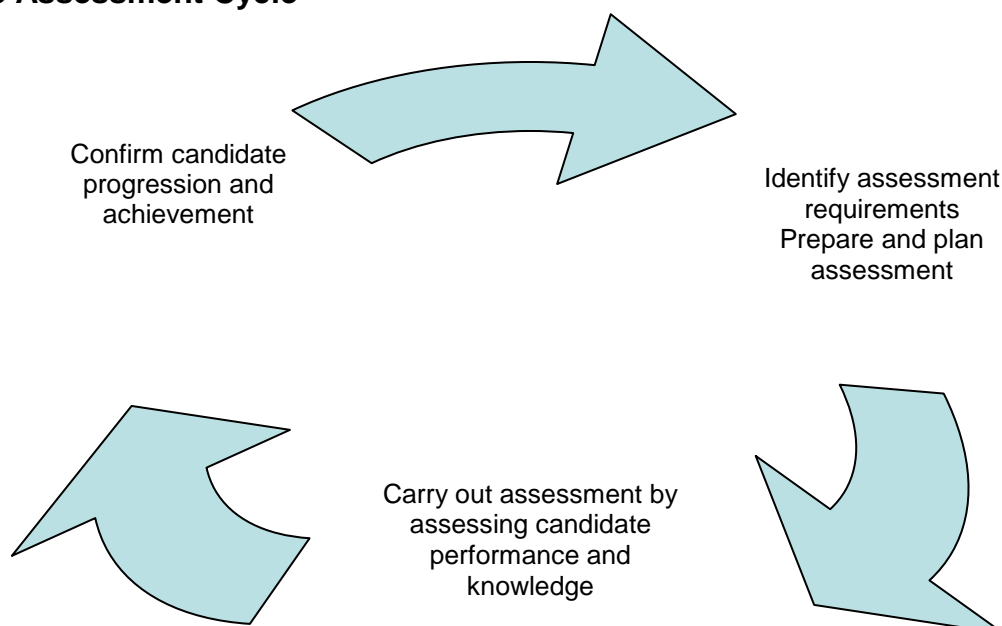 Assessment Cycle
Confirm candidate
progression and
achievement
Identify assessment
requirements
Prepare and plan
assessment
Carry out assessment by
assessing candidate
performance and
knowledge